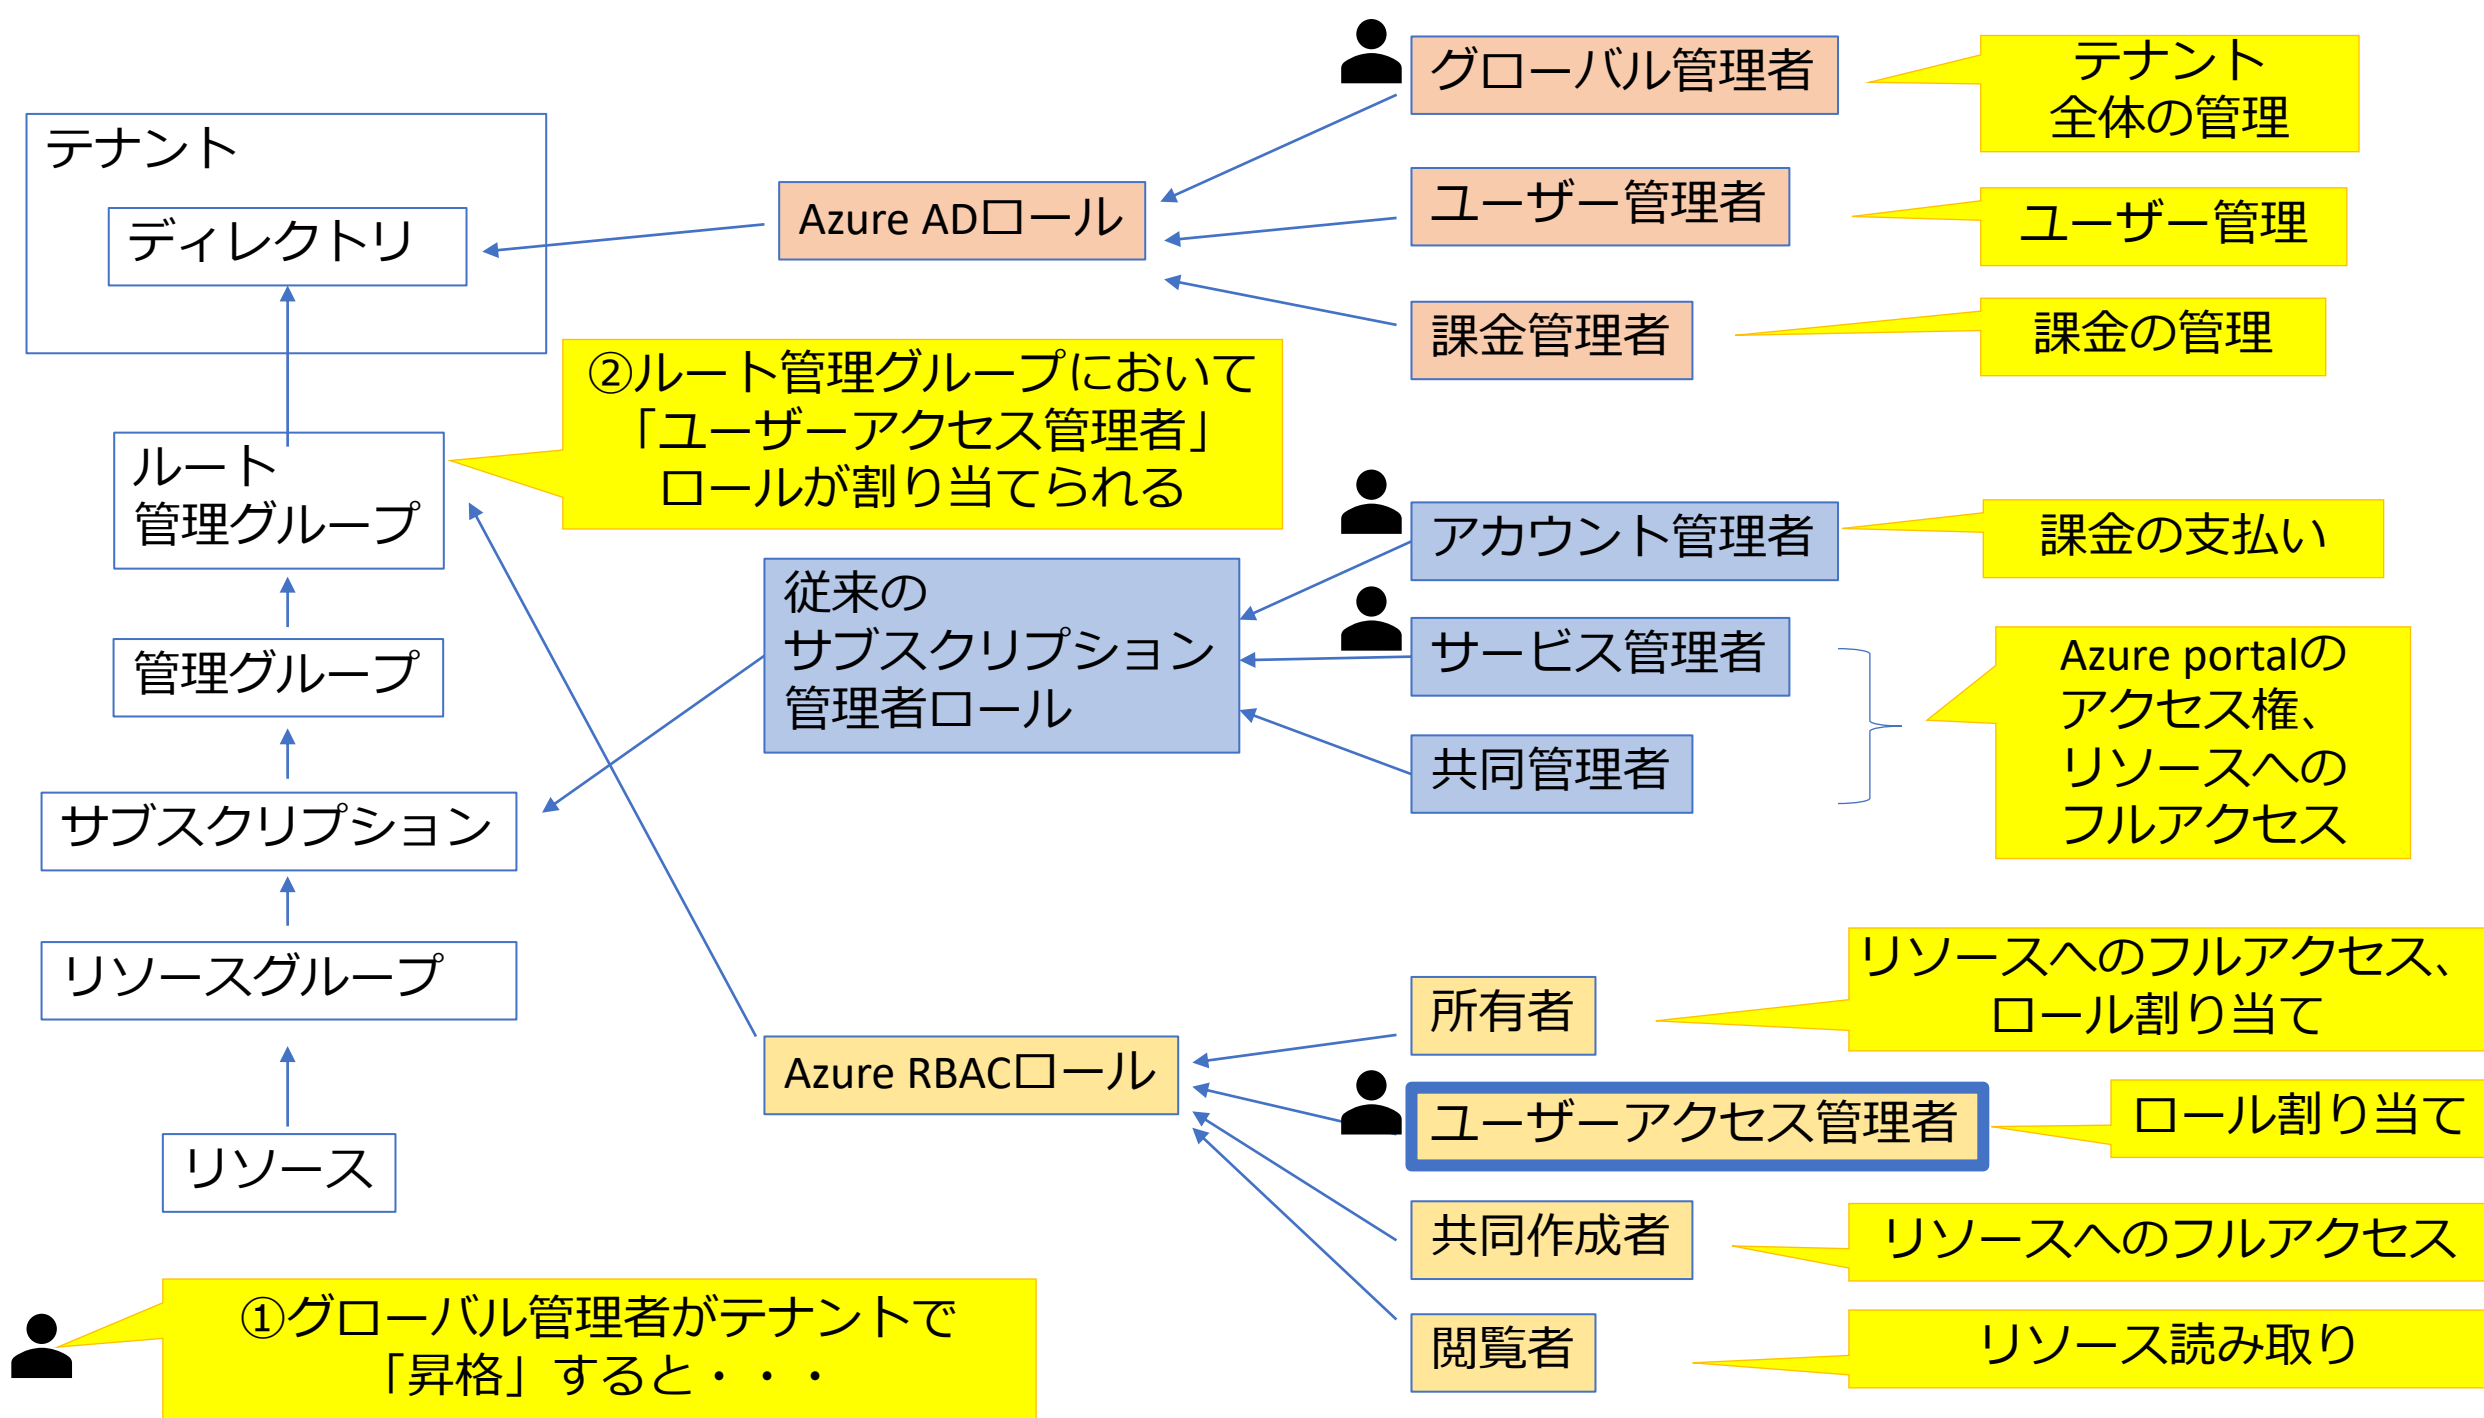 テナント
ディレクトリ
ルート
管理グループ
管理グループ
サブスクリプション
リソースグループ
リソース
①グローバル管理者がテナントで
「昇格」すると・・・
②ルート管理グループにおいて
「ユーザーアクセス管理者」
ロールが割り当てられる
Azure ADロール
グローバル管理者
テナント
全体の管理
ユーザー管理者
ユーザー管理
課金管理者
課金の管理
従来の
サブスクリプション
管理者ロール
アカウント管理者
課金の支払い
サービス管理者
共同管理者
Azure portalの
アクセス権、
リソースへの
フルアクセス
Azure RBACロール
所有者
リソースへのフルアクセス、
ロール割り当て
ユーザーアクセス管理者
ロール割り当て
共同作成者
リソースへのフルアクセス
閲覧者
リソース読み取り